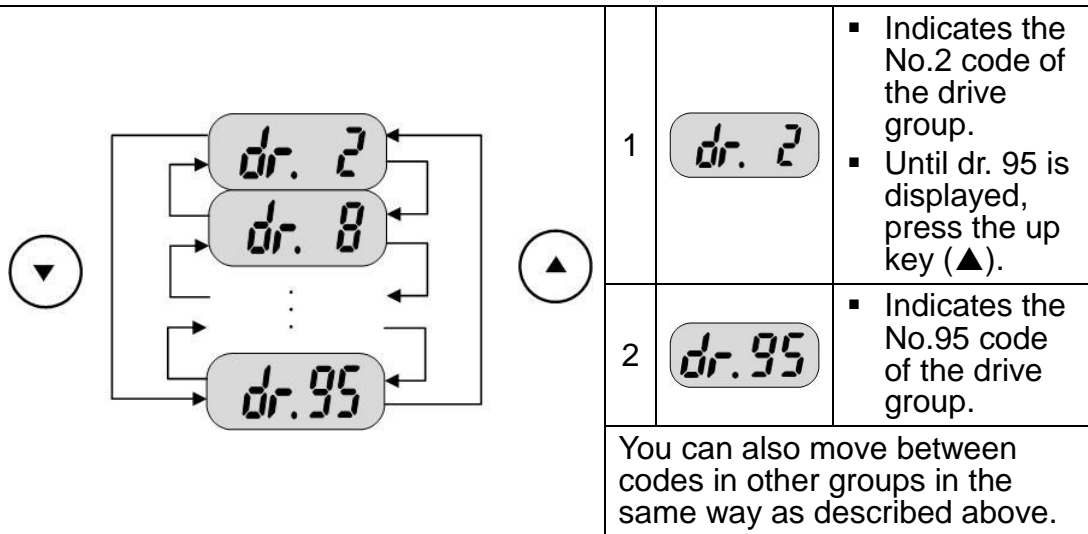 dr. 2
dr. 8
dr. 95
▼
▲
1
dr. 2
▪ Indicates the
No.2 code of
the drive
group.
▪ Until dr. 95 is
displayed,
press the up
key (▲).
2
dr. 95
▪ Indicates the
No.95 code
of the drive
group.
You can also move between
codes in other groups in the
same way as described above.